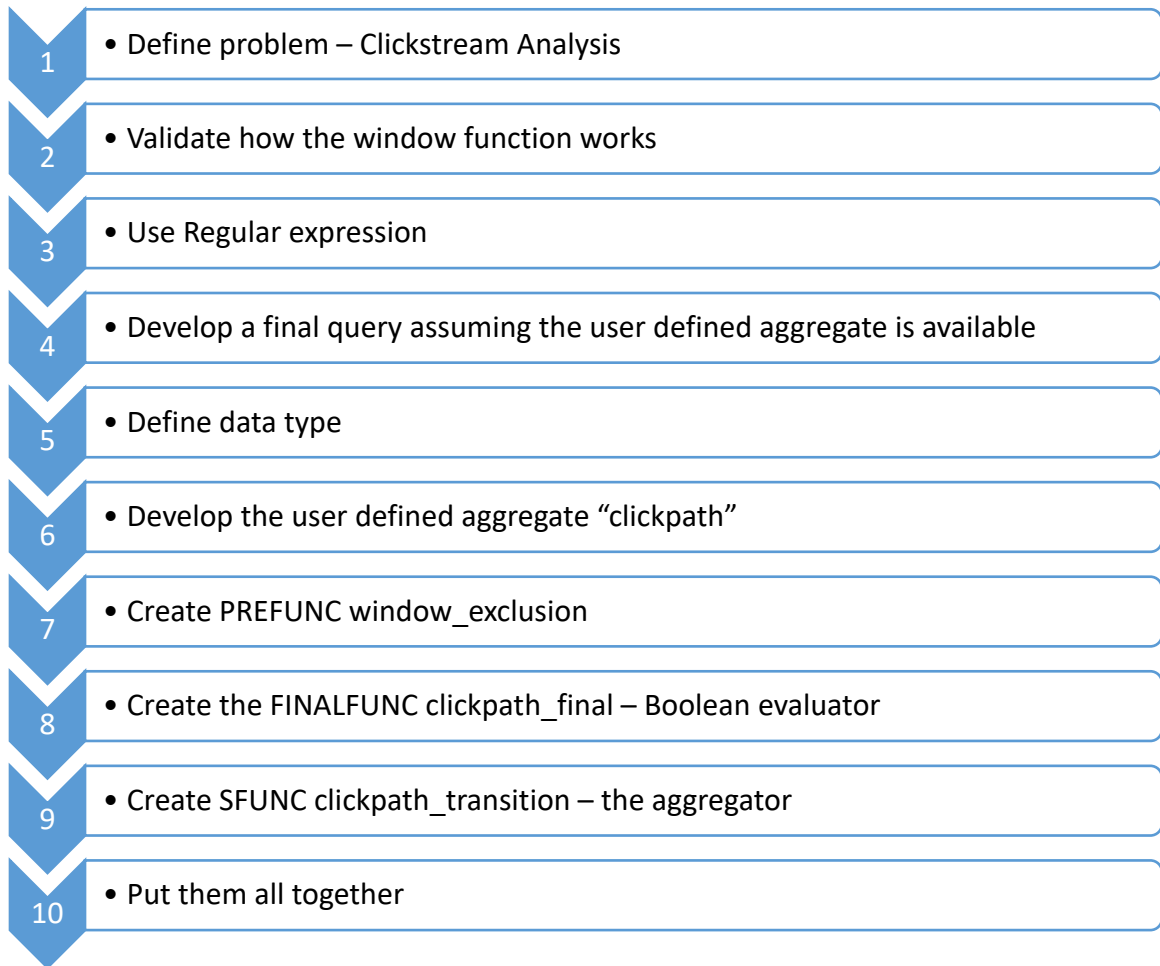 1
• Define problem – Clickstream Analysis
2
• Validate how the window function works
3
• Use Regular expression
4
• Develop a final query assuming the user defined aggregate is available
5
• Define data type
6
• Develop the user defined aggregate “clickpath”
7
• Create PREFUNC window_exclusion
8
• Create the FINALFUNC clickpath_final – Boolean evaluator
9
• Create SFUNC clickpath_transition – the aggregator
10
• Put them all together